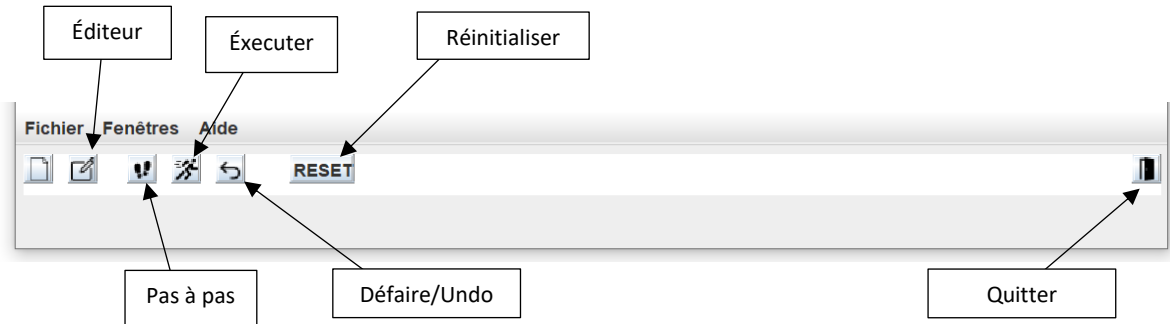 Éditeur
Éxecuter
Réinitialiser
Fichier Fenêtres Aide
RESET
Pas à pas
Défaire/Undo
Quitter